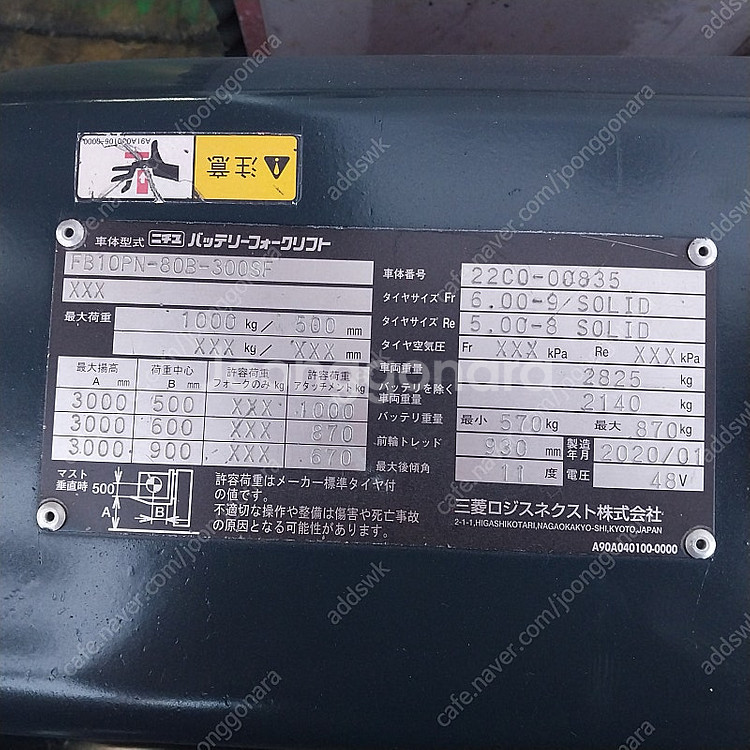 ⚠注意
A91A040106-0000
車体型式 ニチユ バッテリーフォークリフト
FB10PN-80B-300SF
XXX
最大荷重 1000 kg/ 500 mm
XXX kg/ XXX mm
最大揚高 A mm 荷重中心 B mm 許容荷重 フォークのみ kg 許容荷重 アタッチメント kg
3000 500 XXX 1000
3000 600 XXX 870
3000 900 XXX 670
マスト
垂直時 500
A
B
許容荷重はメーカー標準タイヤ付
の値です。
不適切な操作や整備は傷害や死亡事故
の原因となる可能性があります。
車体番号 22C0-00835
タイヤサイズ Fr 6.00-9/SOLID
タイヤサイズ Re 5.00-8 SOLID
タイヤ空気圧 Fr XXX kPa Re XXX kPa
車両重量 2825 kg
バッテリを除く
車両重量 2140 kg
バッテリ重量 最小 570 kg 最大 870 kg
前輪トレッド 930 mm 製造年月 2020/01
最大後傾角 11 度 電圧 48V
三菱ロジスネクスト株式会社
2-1-1,HIGASHIKOTARI,NAGAOKAKYO-SHI,KYOTO,JAPAN
A90A040100-0000
joonggonara
cafe.naver.com/joonggonara
addswk